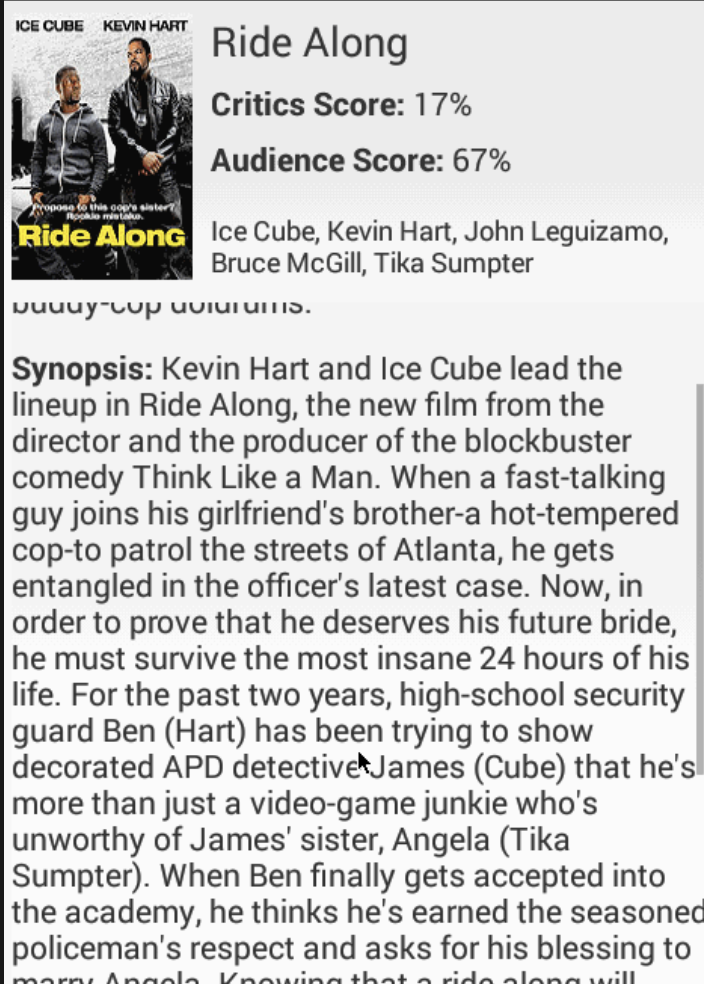 ICE CUBE KEVIN HART
Propose to this cop's sister?
Rookie mistake.
Ride Along
Ride Along
Critics Score: 17%
Audience Score: 67%
Ice Cube, Kevin Hart, John Leguizamo,
Bruce McGill, Tika Sumpter
buddy-cop doldrums.
Synopsis: Kevin Hart and Ice Cube lead the
lineup in Ride Along, the new film from the
director and the producer of the blockbuster
comedy Think Like a Man. When a fast-talking
guy joins his girlfriend's brother-a hot-tempered
cop-to patrol the streets of Atlanta, he gets
entangled in the officer's latest case. Now, in
order to prove that he deserves his future bride,
he must survive the most insane 24 hours of his
life. For the past two years, high-school security
guard Ben (Hart) has been trying to show
decorated APD detective James (Cube) that he's
more than just a video-game junkie who's
unworthy of James' sister, Angela (Tika
Sumpter). When Ben finally gets accepted into
the academy, he thinks he's earned the seasoned
policeman's respect and asks for his blessing to
marry Angela. Knowing that a ride along will